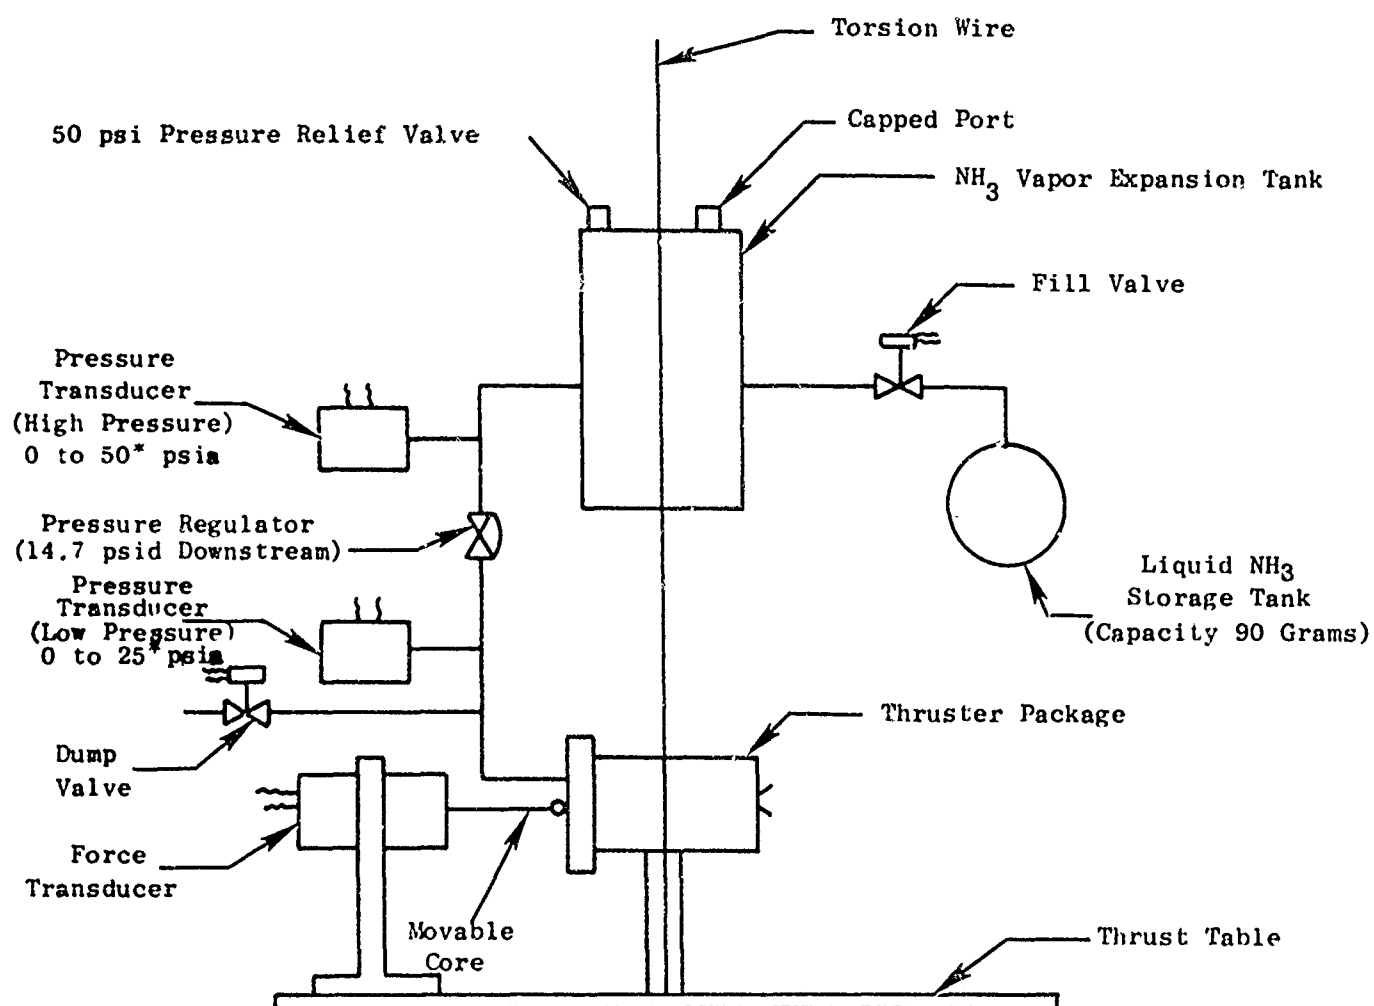 Torsion Wire
50 psi Pressure Relief Valve
Capped Port
NH3 Vapor Expansion Tank
Fill Valve
Pressure
Transducer
(High Pressure)
0 to 50* psia
Pressure Regulator
(14.7 psid Downstream)
Pressure
Transducer
(Low Pressure)
0 to 25* psia
Liquid NH3
Storage Tank
(Capacity 90 Grams)
Thruster Package
Dump
Valve
Force
Transducer
Movable
Core
Thrust Table